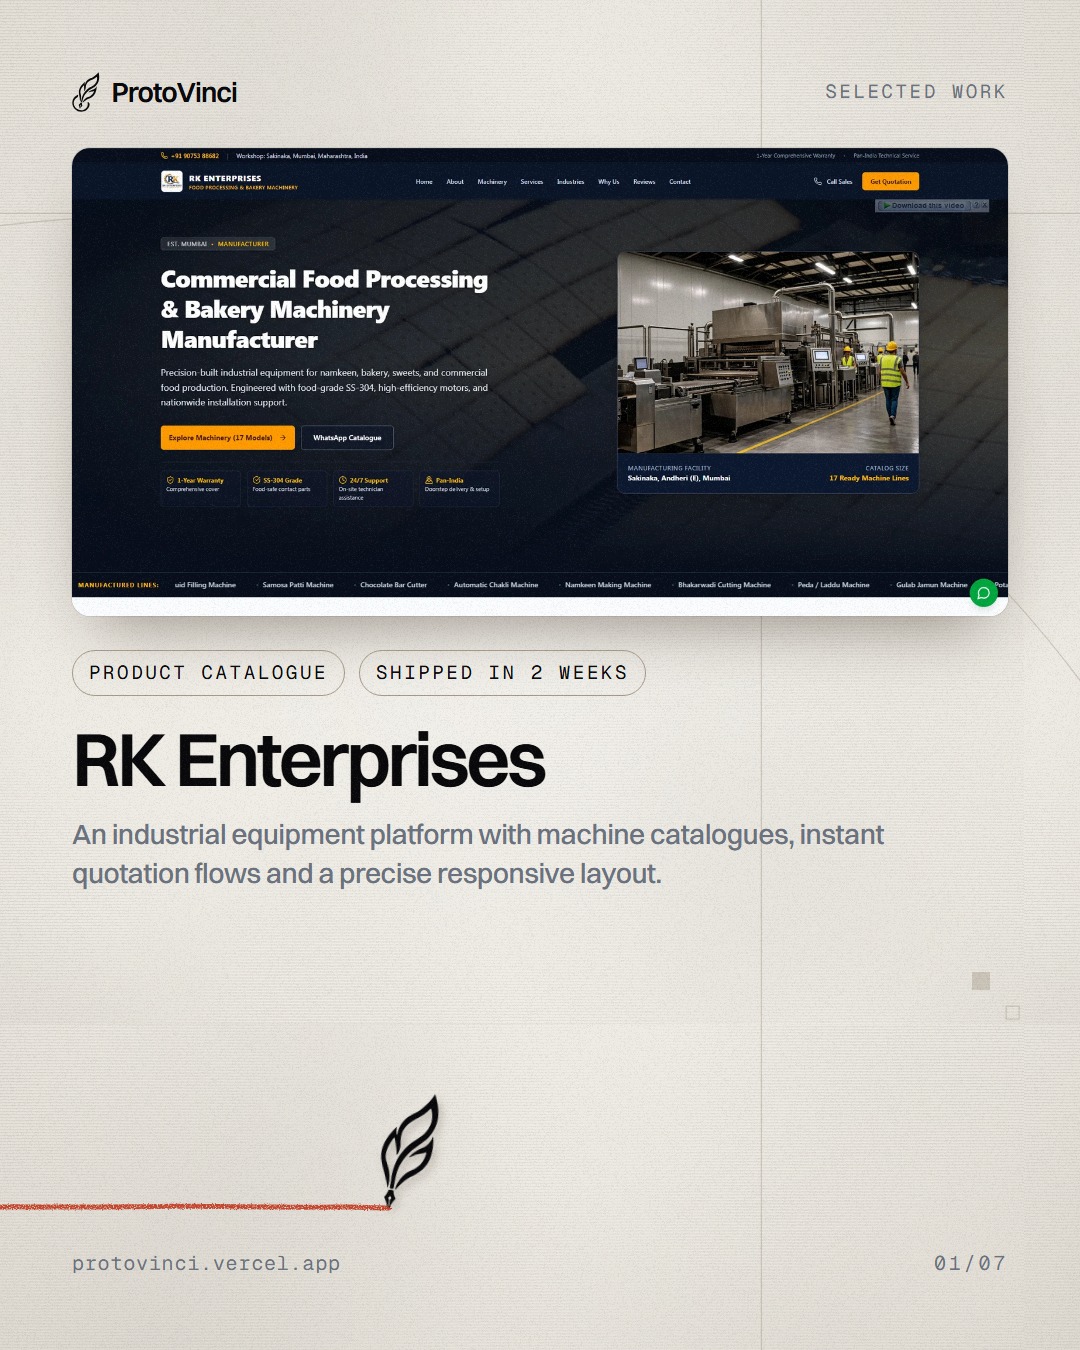 ProtoVinci
SELECTED WORK
+91 90753 88682
Workshop: Sakinaka, Mumbai, Maharashtra, India
1-Year Comprehensive Warranty · Pan-India Technical Service
RK ENTERPRISES
FOOD PROCESSING & BAKERY MACHINERY
Home About Machinery Services Industries Why Us Reviews Contact
Call Sales
Get Quotation
Download this video
EST. MUMBAI • MANUFACTURER
Commercial Food Processing
& Bakery Machinery
Manufacturer
Precision-built industrial equipment for namkeen, bakery, sweets, and commercial
food production. Engineered with food-grade SS-304, high-efficiency motors, and
nationwide installation support.
Explore Machinery (17 Models) →
WhatsApp Catalogue
1-Year Warranty
Comprehensive cover
SS-304 Grade
Food-safe contact parts
24/7 Support
On-site technician
assistance
Pan-India
Doorstep delivery & setup
MANUFACTURING FACILITY
Sakinaka, Andheri (E), Mumbai
CATALOG SIZE
17 Ready Machine Lines
MANUFACTURED LINES: uid Filling Machine · Samosa Patti Machine · Chocolate Bar Cutter · Automatic Chakli Machine · Namkeen Making Machine · Bhakarwadi Cutting Machine · Peda / Laddu Machine · Gulab Jamun Machine Pota
PRODUCT CATALOGUE
SHIPPED IN 2 WEEKS
RK Enterprises
An industrial equipment platform with machine catalogues, instant
quotation flows and a precise responsive layout.
protovinci.vercel.app
01/07